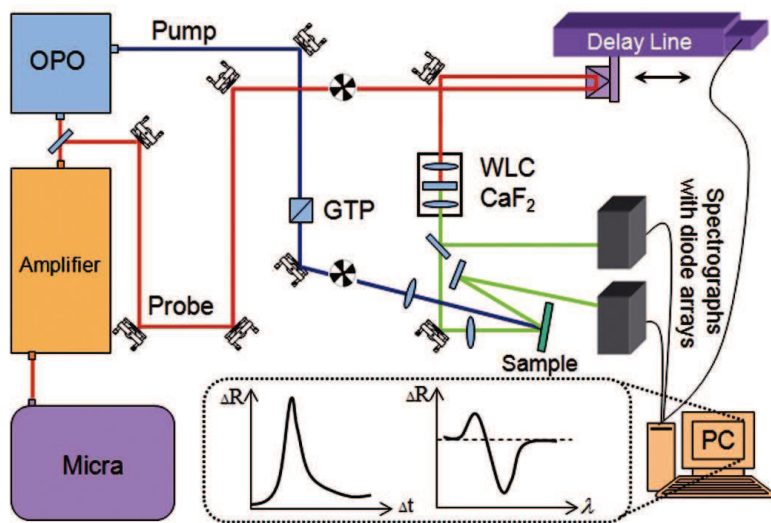 Pump
OPO
Delay Line
WLC
CaF₂
GTP
Spectrographs
with diode arrays
Amplifier
Probe
Sample
Micra
ΔR
Δt
ΔR
λ
PC